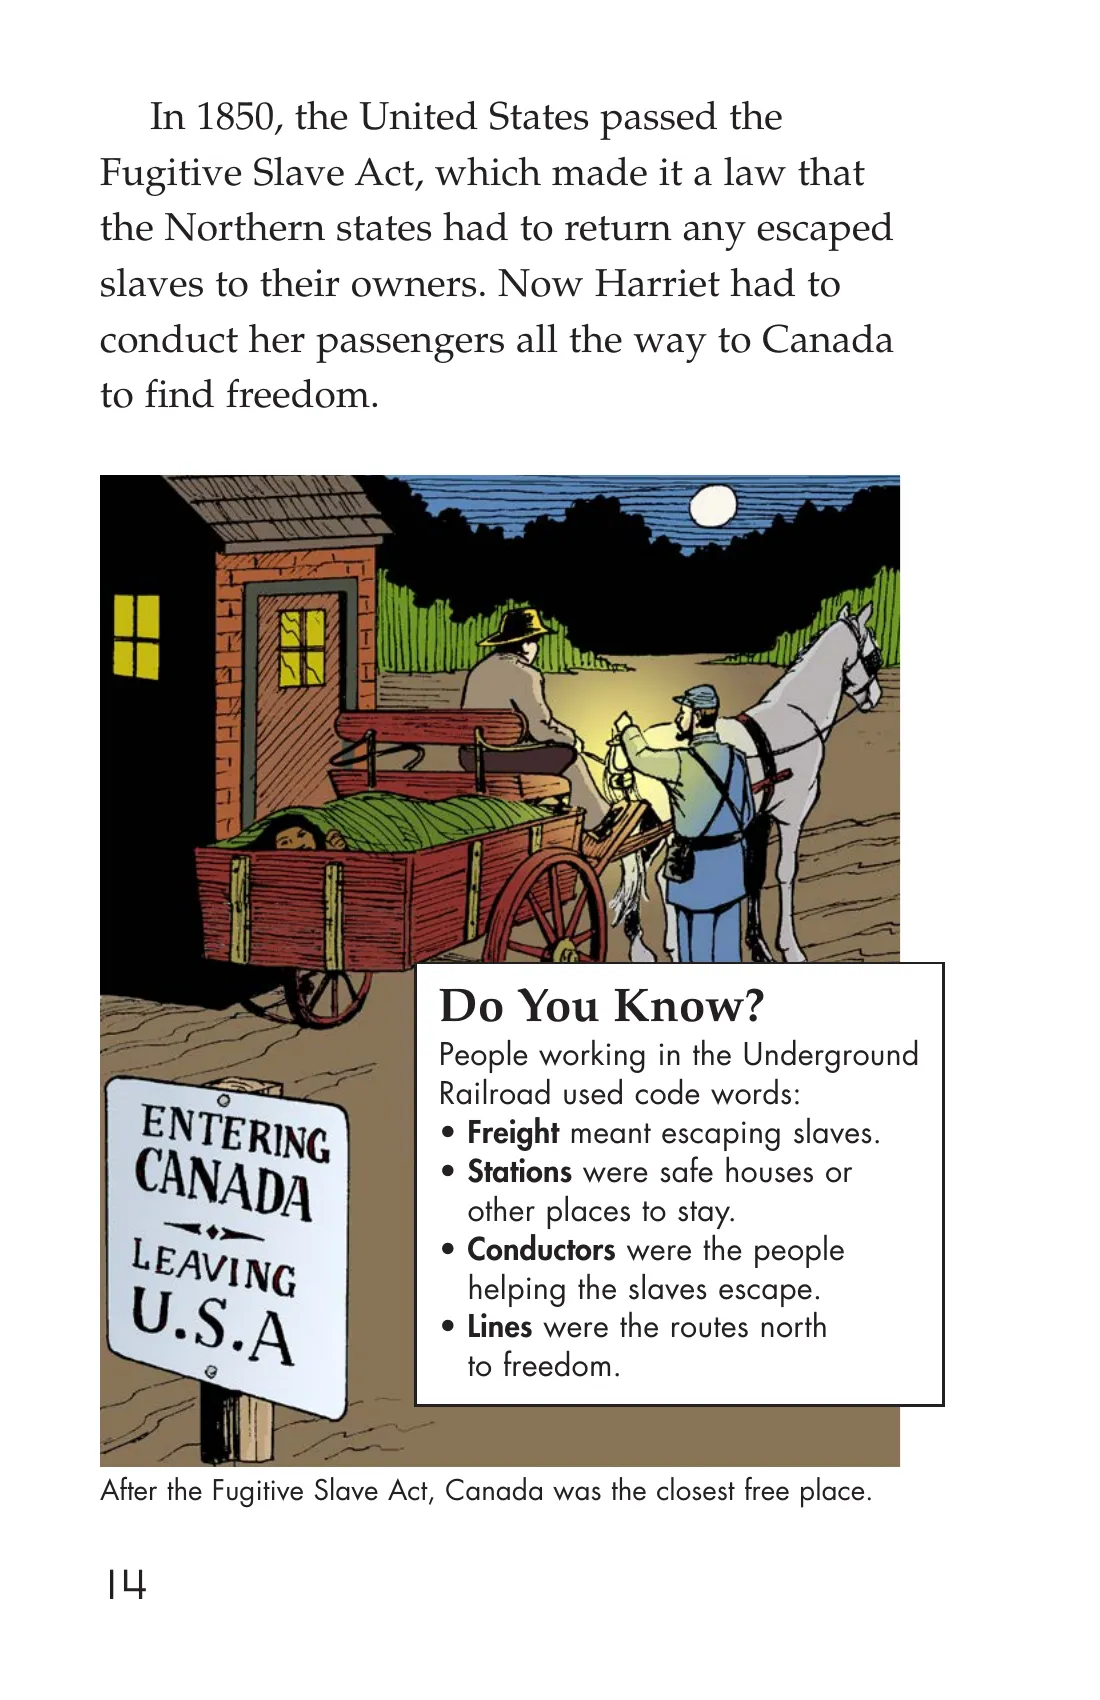 In 1850, the United States passed the
Fugitive Slave Act, which made it a law that
the Northern states had to return any escaped
slaves to their owners. Now Harriet had to
conduct her passengers all the way to Canada
to find freedom.
Do You Know?
People working in the Underground
Railroad used code words:
• Freight meant escaping slaves.
• Stations were safe houses or
other places to stay.
• Conductors were the people
helping the slaves escape.
• Lines were the routes north
to freedom.
ENTERING
CANADA
LEAVING
U.S.A
After the Fugitive Slave Act, Canada was the closest free place.
14